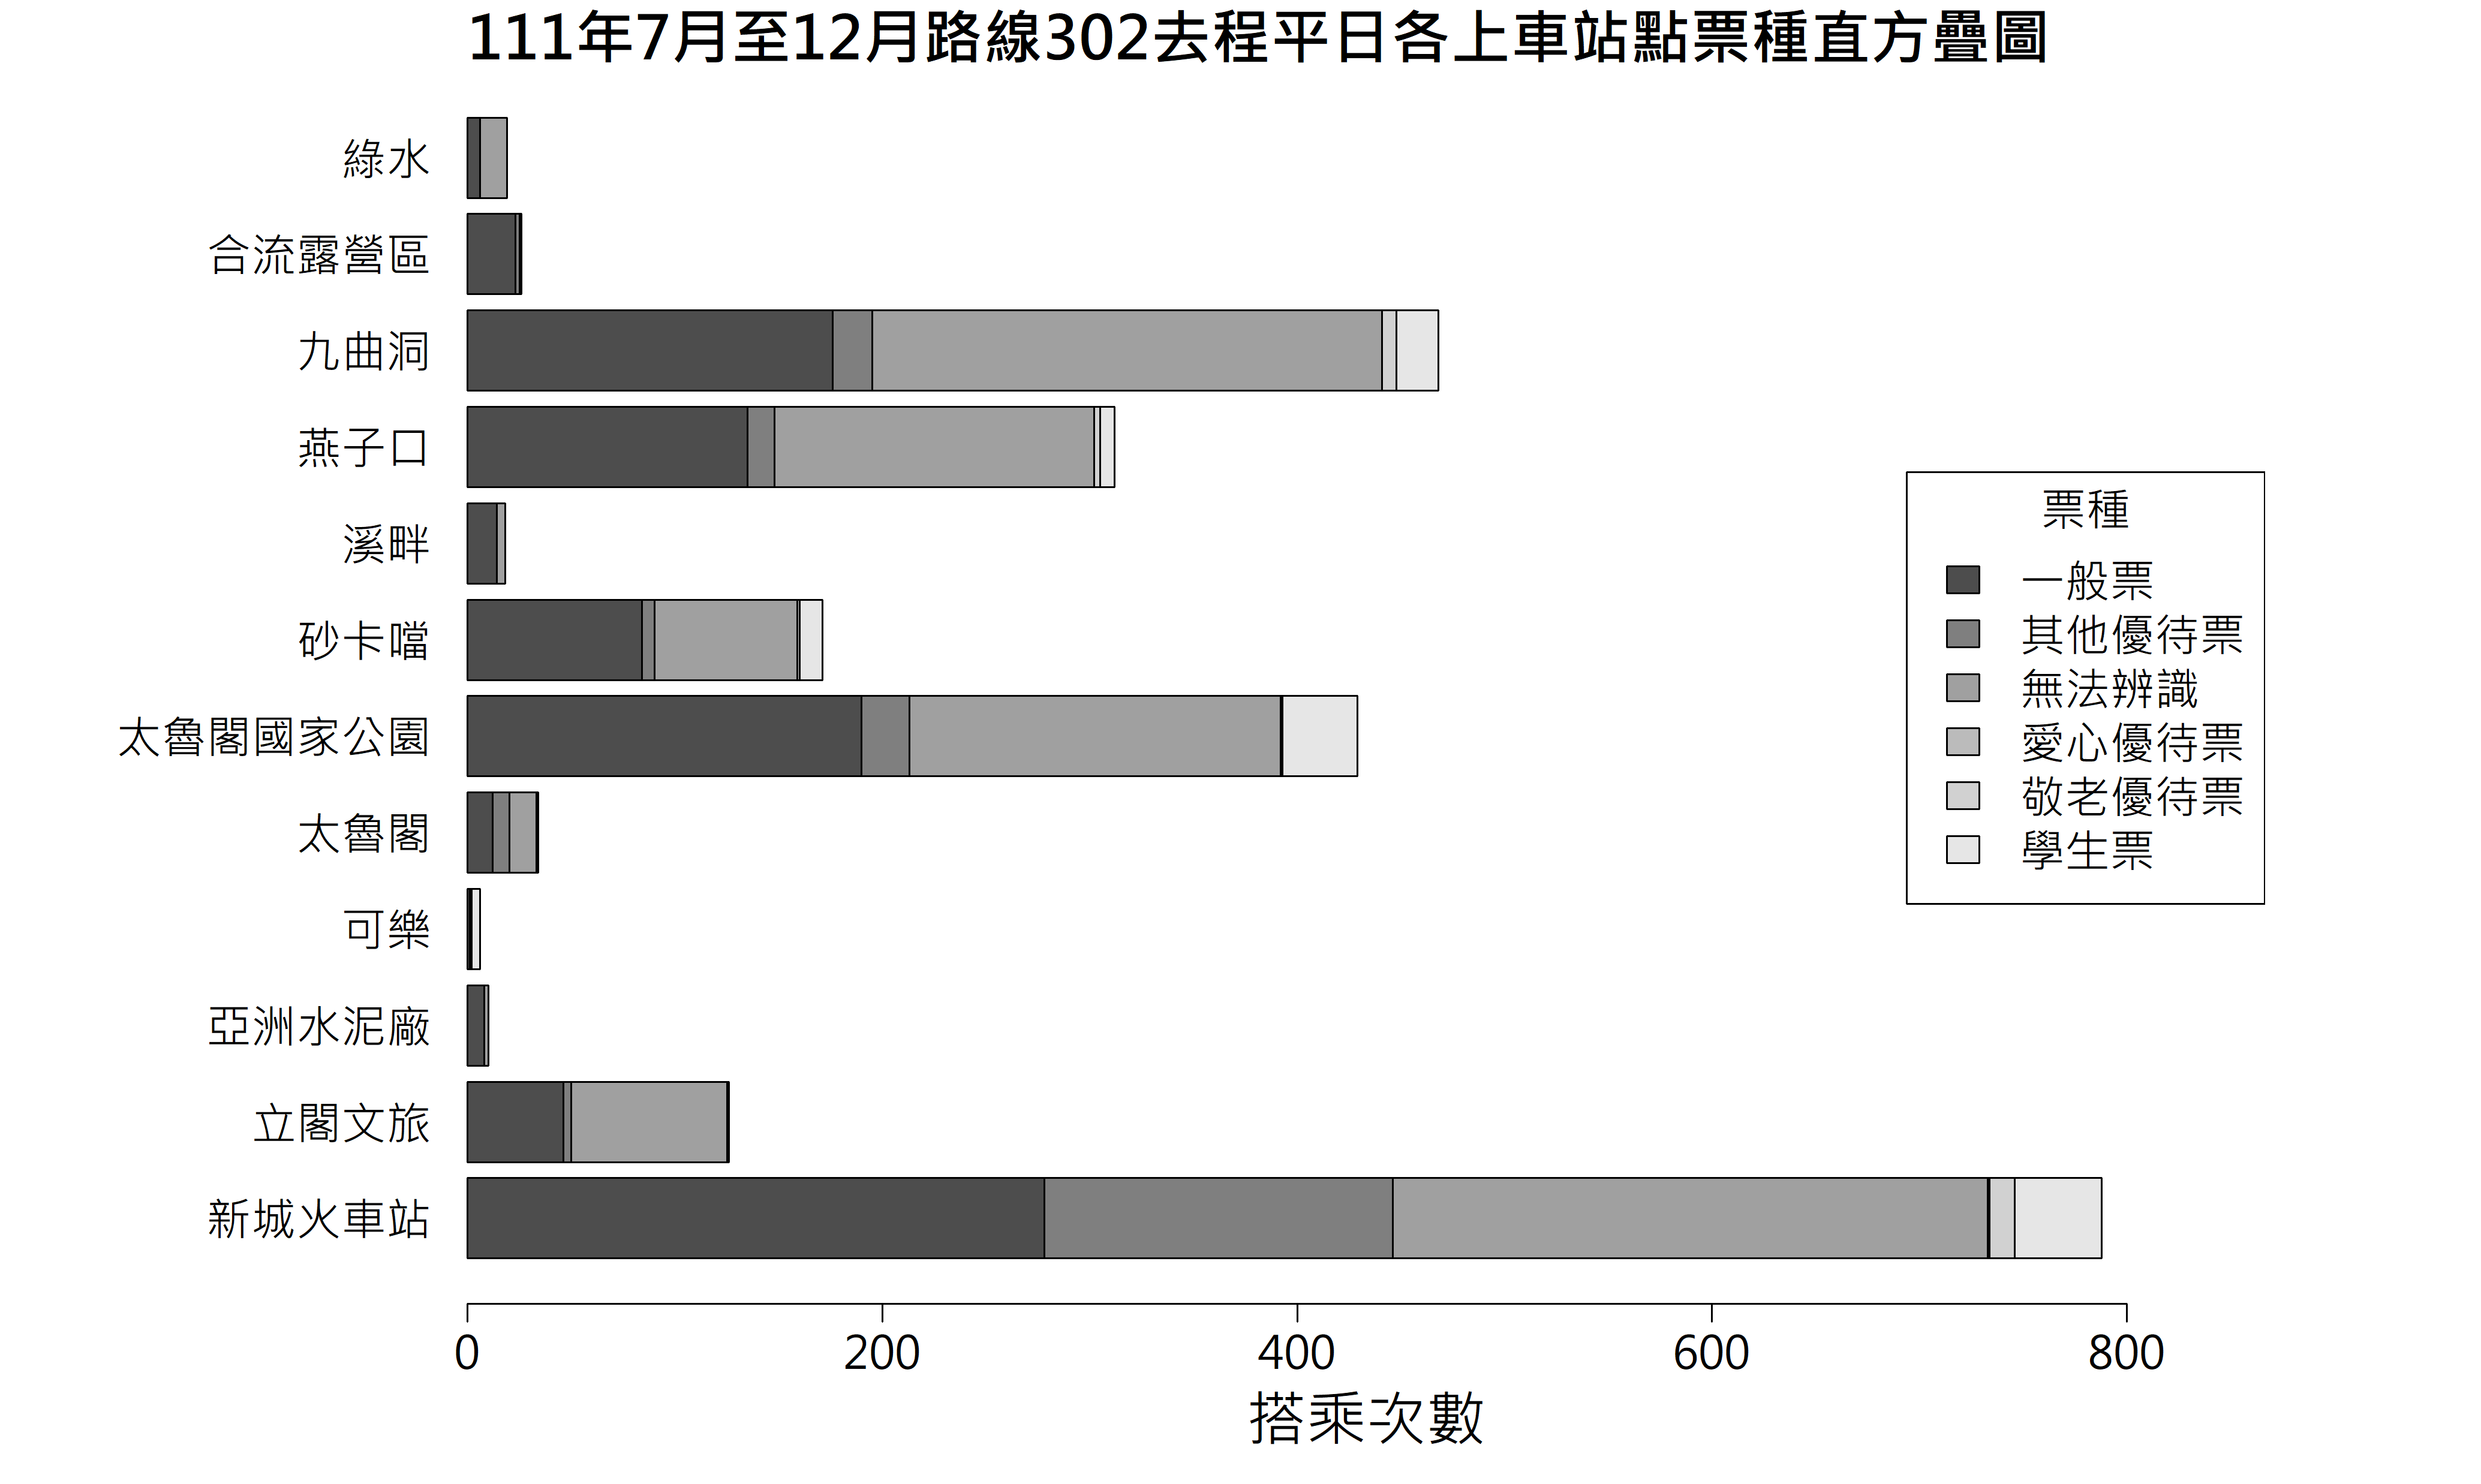 111年7月至12月路線302去程平日各上車站點票種直方疊圖
綠水
合流露營區
九曲洞
燕子口
溪畔
砂卡噹
太魯閣國家公園
太魯閣
可樂
亞洲水泥廠
立閣文旅
新城火車站
票種
一般票
其他優待票
無法辨識
愛心優待票
敬老優待票
學生票
0 200 400 600 800
搭乘次數